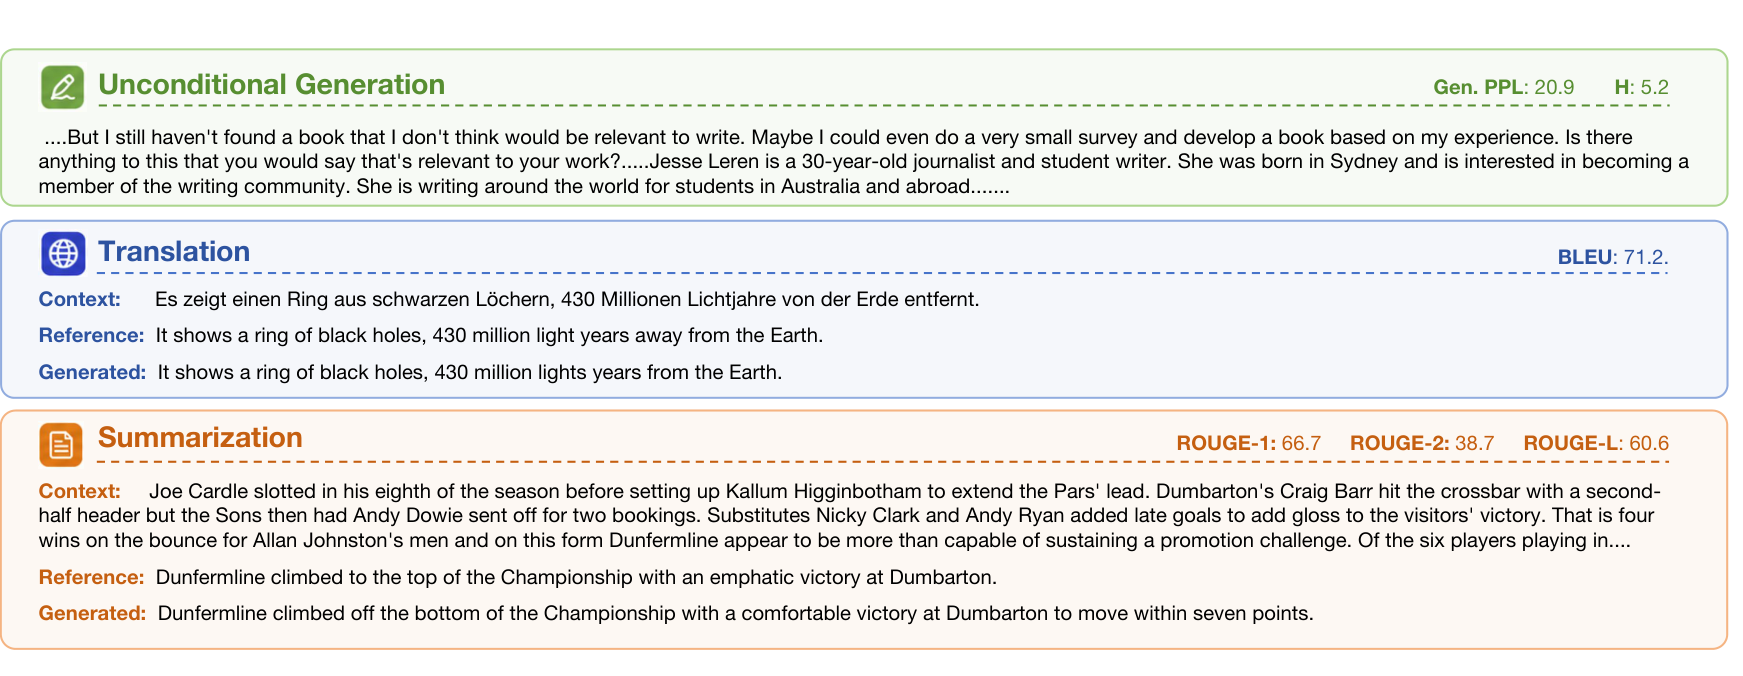 Unconditional Generation Gen. PPL: 20.9 H: 5.2
....But I still haven't found a book that I don't think would be relevant to write. Maybe I could even do a very small survey and develop a book based on my experience. Is there
anything to this that you would say that's relevant to your work?.....Jesse Leren is a 30-year-old journalist and student writer. She was born in Sydney and is interested in becoming a
member of the writing community. She is writing around the world for students in Australia and abroad.......
Translation BLEU: 71.2.
Context: Es zeigt einen Ring aus schwarzen Löchern, 430 Millionen Lichtjahre von der Erde entfernt.
Reference: It shows a ring of black holes, 430 million light years away from the Earth.
Generated: It shows a ring of black holes, 430 million lights years from the Earth.
Summarization ROUGE-1: 66.7 ROUGE-2: 38.7 ROUGE-L: 60.6
Context: Joe Cardle slotted in his eighth of the season before setting up Kallum Higginbotham to extend the Pars' lead. Dumbarton's Craig Barr hit the crossbar with a second-
half header but the Sons then had Andy Dowie sent off for two bookings. Substitutes Nicky Clark and Andy Ryan added late goals to add gloss to the visitors' victory. That is four
wins on the bounce for Allan Johnston's men and on this form Dunfermline appear to be more than capable of sustaining a promotion challenge. Of the six players playing in....
Reference: Dunfermline climbed to the top of the Championship with an emphatic victory at Dumbarton.
Generated: Dunfermline climbed off the bottom of the Championship with a comfortable victory at Dumbarton to move within seven points.